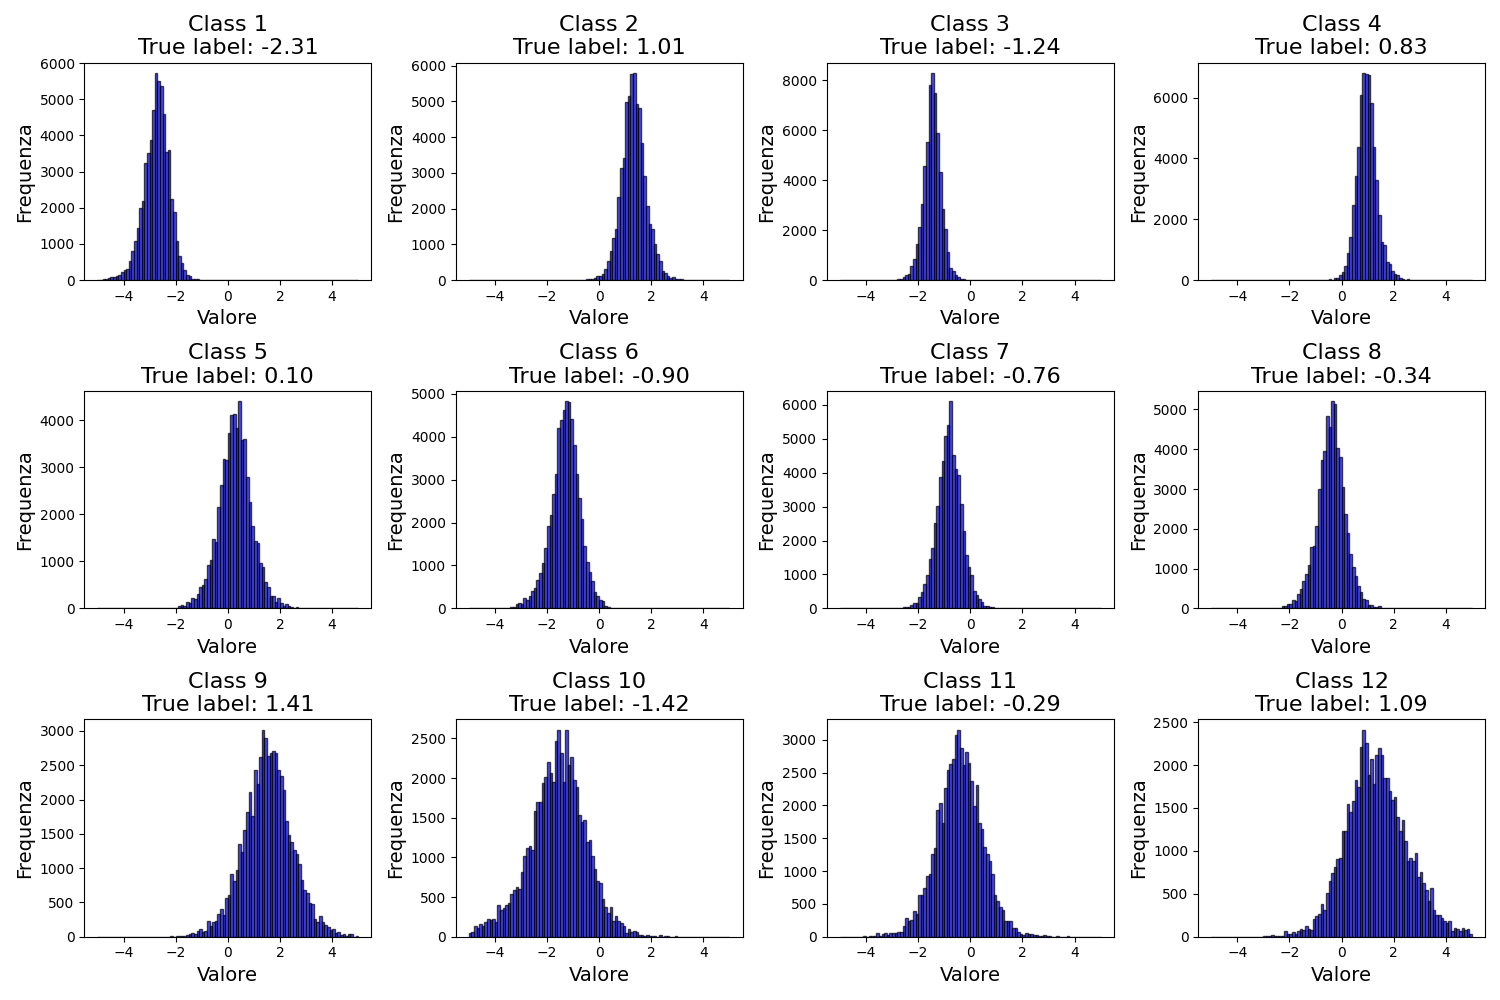 Class 1
True label: -2.31
Class 2
True label: 1.01
Class 3
True label: -1.24
Class 4
True label: 0.83
6000
5000
4000
3000
2000
1000
0
Frequenza
−4 −2 0 2 4
Valore
6000
5000
4000
3000
2000
1000
0
Frequenza
−4 −2 0 2 4
Valore
8000
6000
4000
2000
0
Frequenza
−4 −2 0 2 4
Valore
6000
4000
2000
0
Frequenza
−4 −2 0 2 4
Valore
Class 5
True label: 0.10
Class 6
True label: -0.90
Class 7
True label: -0.76
Class 8
True label: -0.34
4000
3000
2000
1000
0
Frequenza
−4 −2 0 2 4
Valore
5000
4000
3000
2000
1000
0
Frequenza
−4 −2 0 2 4
Valore
6000
5000
4000
3000
2000
1000
0
Frequenza
−4 −2 0 2 4
Valore
5000
4000
3000
2000
1000
0
Frequenza
−4 −2 0 2 4
Valore
Class 9
True label: 1.41
Class 10
True label: -1.42
Class 11
True label: -0.29
Class 12
True label: 1.09
3000
2500
2000
1500
1000
500
0
Frequenza
−4 −2 0 2 4
Valore
2500
2000
1500
1000
500
0
Frequenza
−4 −2 0 2 4
Valore
3000
2500
2000
1500
1000
500
0
Frequenza
−4 −2 0 2 4
Valore
2500
2000
1500
1000
500
0
Frequenza
−4 −2 0 2 4
Valore